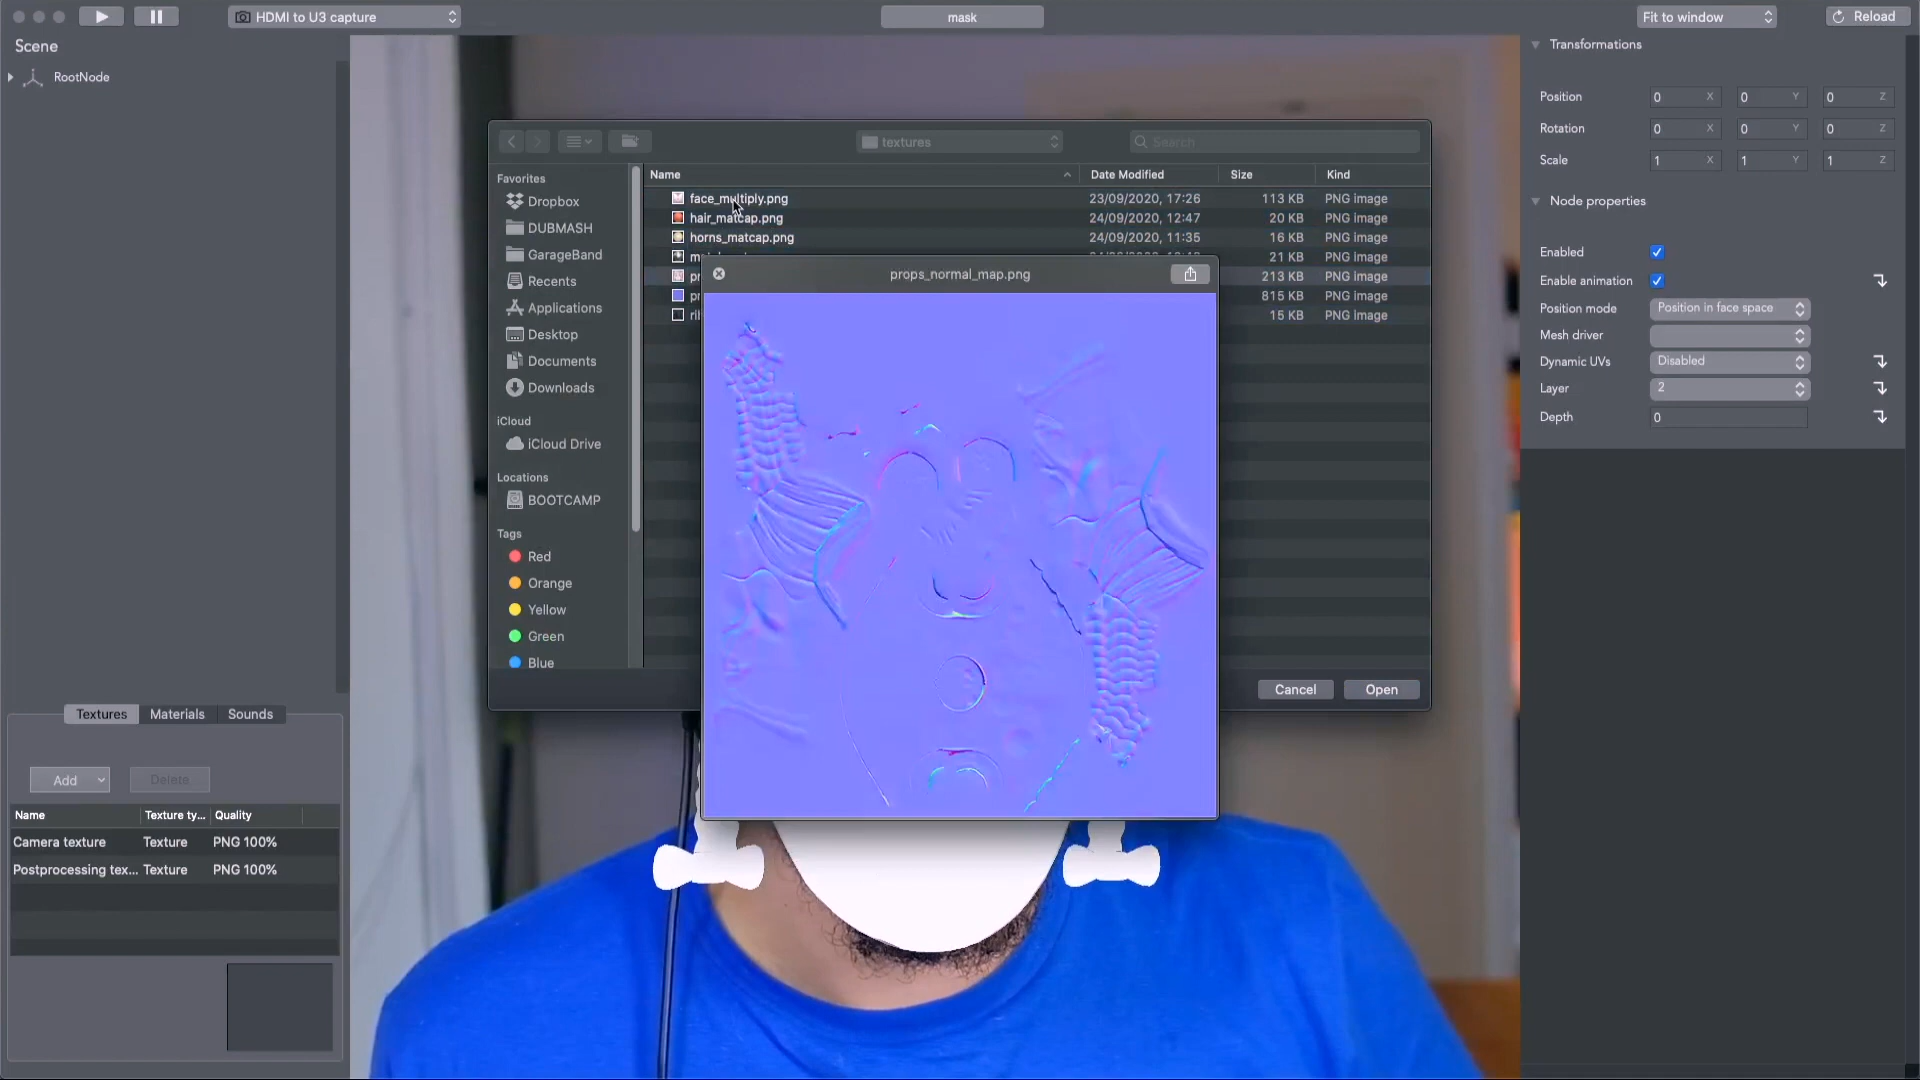 HDMI to U3 capture
mask
Fit to window
Reload
Scene
RootNode
Transformations
Position 0 X 0 Y 0 Z
Rotation 0 X 0 Y 0 Z
Scale 1 X 1 Y 1 Z
Node properties
Enabled
Enable animation
Position mode Position in face space
Mesh driver
Dynamic UVs Disabled
Layer 2
Depth 0
textures
Search
Favorites
Dropbox
DUBMASH
GarageBand
Recents
Applications
Desktop
Documents
Downloads
iCloud
iCloud Drive
Locations
BOOTCAMP
Tags
Red
Orange
Yellow
Green
Blue
Name Date Modified Size Kind
face_multiply.png 23/09/2020, 17:26 113 KB PNG image
hair_matcap.png 24/09/2020, 12:47 20 KB PNG image
horns_matcap.png 24/09/2020, 11:35 16 KB PNG image
21 KB PNG image
213 KB PNG image
815 KB PNG image
15 KB PNG image
props_normal_map.png
Cancel
Open
Textures Materials Sounds
Add
Delete
Name Texture ty... Quality
Camera texture Texture PNG 100%
Postprocessing tex... Texture PNG 100%